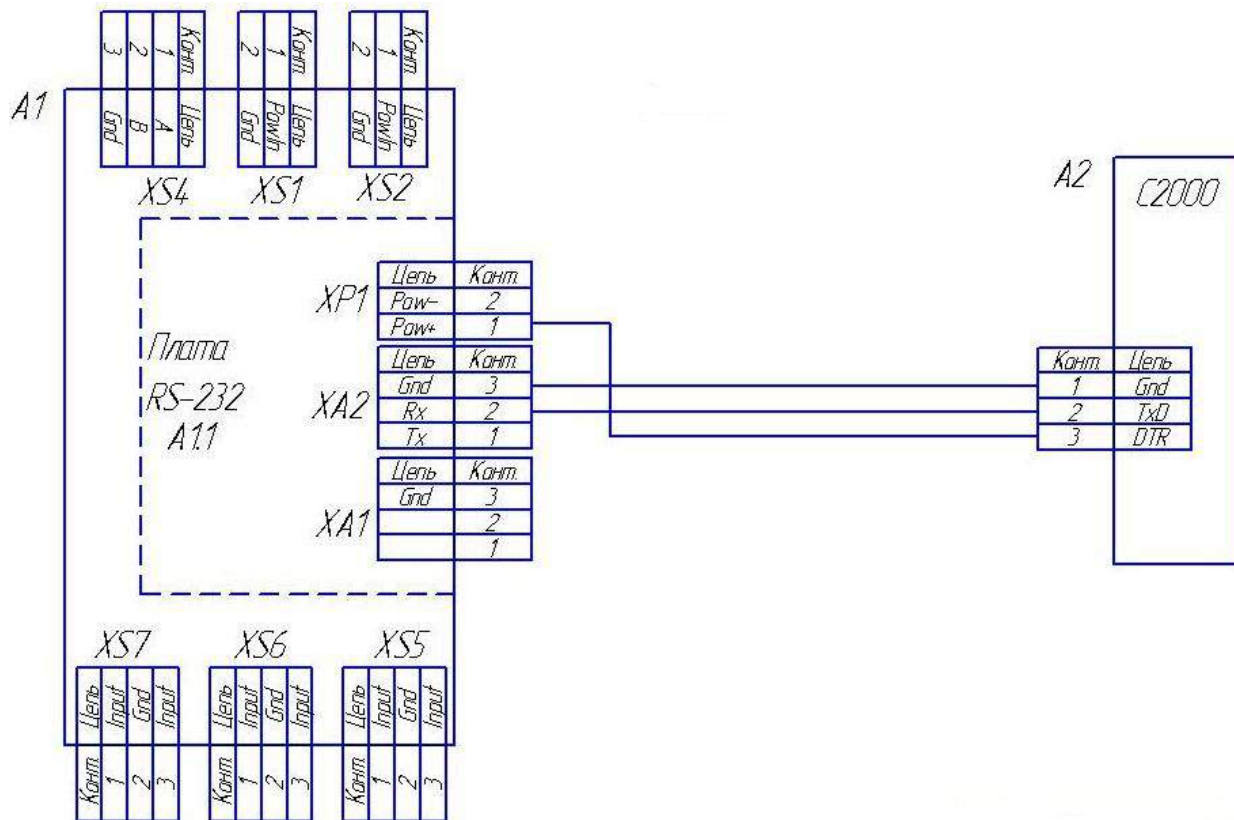 A1
Конт. 1 2 3
Цепь A B Gnd
XS4
Конт. 1 2
Цепь PowIn Gnd
XS1
Конт. 1 2
Цепь PowIn Gnd
XS2
Плата
RS-232
A1.1
XP1
Цепь Конт.
Pow- 2
Pow+ 1
XA2
Цепь Конт.
Gnd 3
Rx 2
Tx 1
XA1
Цепь Конт.
Gnd 3
2
1
A2
С2000
Конт. Цепь
1 Gnd
2 TxD
3 DTR
XS7
Цепь Input Gnd Input
Конт. 1 2 3
XS6
Цепь Input Gnd Input
Конт. 1 2 3
XS5
Цепь Input Gnd Input
Конт. 1 2 3